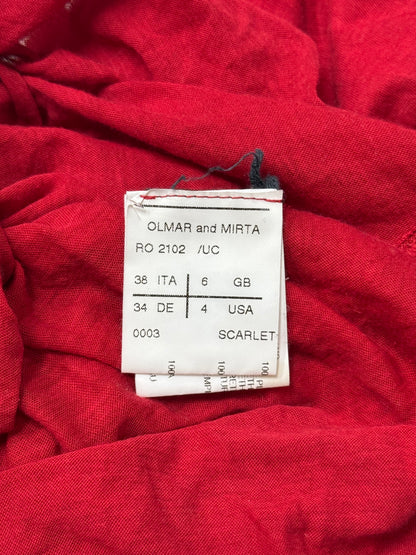 OLMAR and MIRTA
RO 2102 /UC
38 ITA 6 GB
34 DE 4 USA
0003 SCARLET